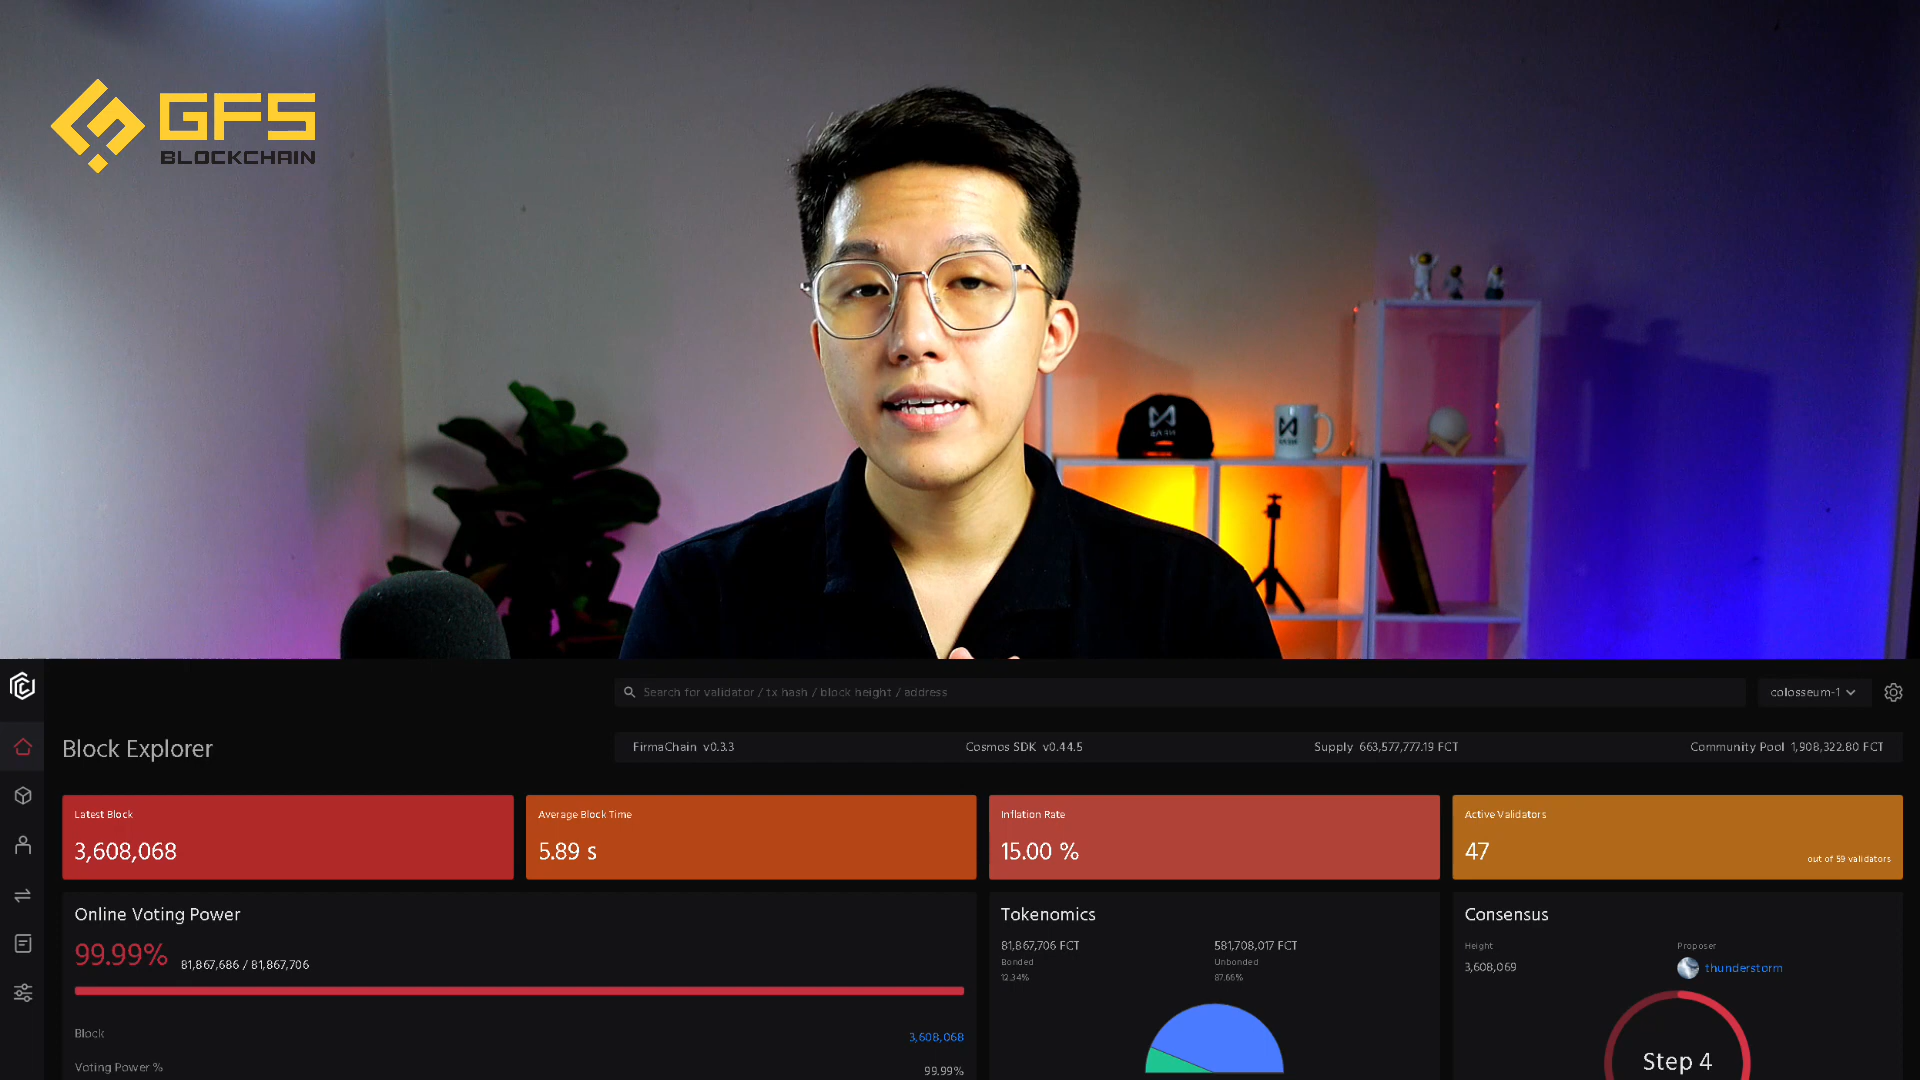 GFS
BLOCKCHAIN
Search for validator / tx hash / block height / address
colosseum-1
Block Explorer
FirmaChain v0.3.3
Cosmos SDK v0.44.5
Supply 663,577,777.19 FCT
Community Pool 1,908,322.80 FCT
Latest Block
3,608,068
Average Block Time
5.89 s
Inflation Rate
15.00 %
Active Validators
47
out of 59 validators
Online Voting Power
99.99%
81,867,686 / 81,867,706
Block
3,608,068
Voting Power %
99.99%
Tokenomics
81,867,706 FCT
Bonded
12.34%
581,708,017 FCT
Unbonded
87.66%
Consensus
Height
3,608,069
Proposer
thunderstorm
Step 4